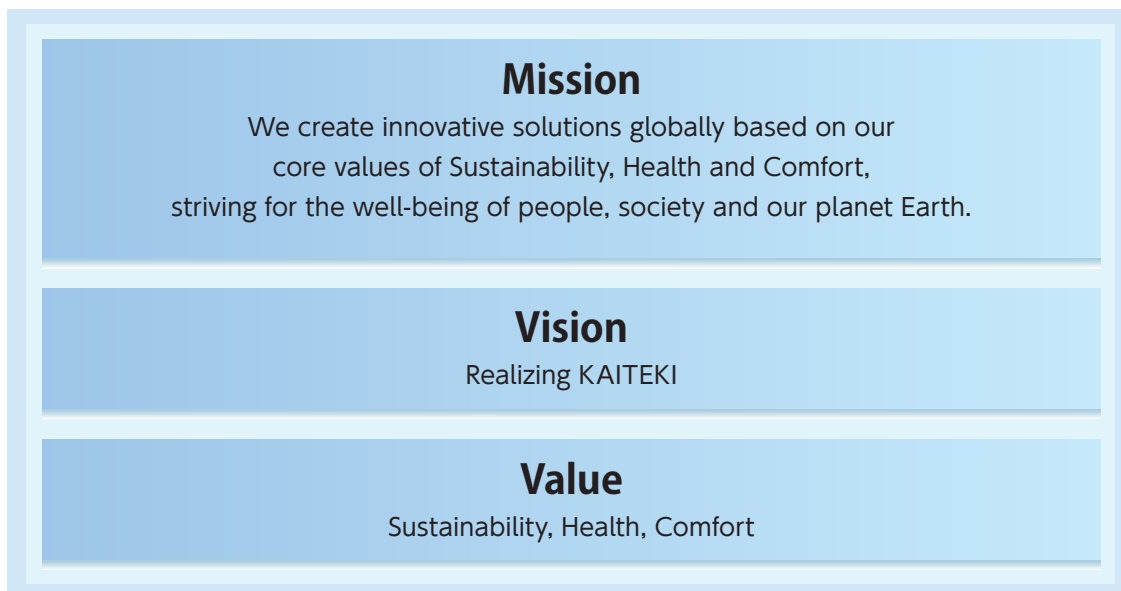 Mission
We create innovative solutions globally based on our
core values of Sustainability, Health and Comfort,
striving for the well-being of people, society and our planet Earth.
Vision
Realizing KAITEKI
Value
Sustainability, Health, Comfort